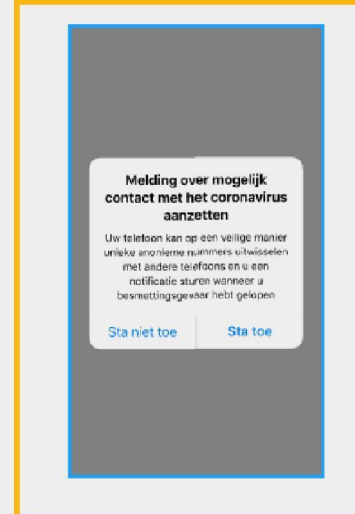 Melding over mogelijk
contact met het coronavirus
aanzetten
Uw telefoon kan op een veilige manier
unieke anonieme nummers uitwisselen
met andere telefoons en u een
notificatie sturen wanneer u
besmettingsgevaar hebt gelopen
Sta niet toe
Sta toe